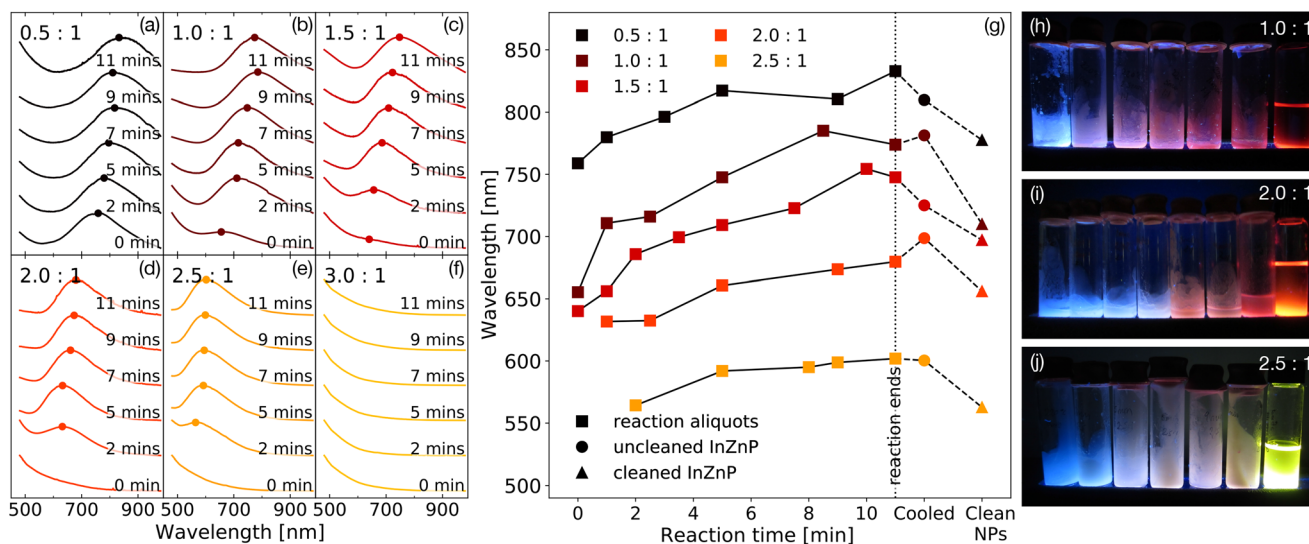 0.5 : 1
(a)
11 mins
9 mins
7 mins
5 mins
2 mins
0 min
1.0 : 1
(b)
11 mins
9 mins
7 mins
5 mins
2 mins
0 min
1.5 : 1
(c)
11 mins
9 mins
7 mins
5 mins
2 mins
0 min
2.0 : 1
(d)
11 mins
9 mins
7 mins
5 mins
2 mins
0 min
2.5 : 1
(e)
11 mins
9 mins
7 mins
5 mins
2 mins
0 min
3.0 : 1
(f)
11 mins
9 mins
7 mins
5 mins
2 mins
0 min
500 700 900
500 700 900
500 700 900
Wavelength [nm]
(g)
Wavelength [nm]
850
800
750
700
650
600
550
500
0.5 : 1
1.0 : 1
1.5 : 1
2.0 : 1
2.5 : 1
reaction aliquots
uncleaned InZnP
cleaned InZnP
reaction ends
0 2 4 6 8 10 Cooled Clean
NPs
Reaction time [min]
(h)
1.0 : 1
(i)
2.0 : 1
(j)
2.5 : 1